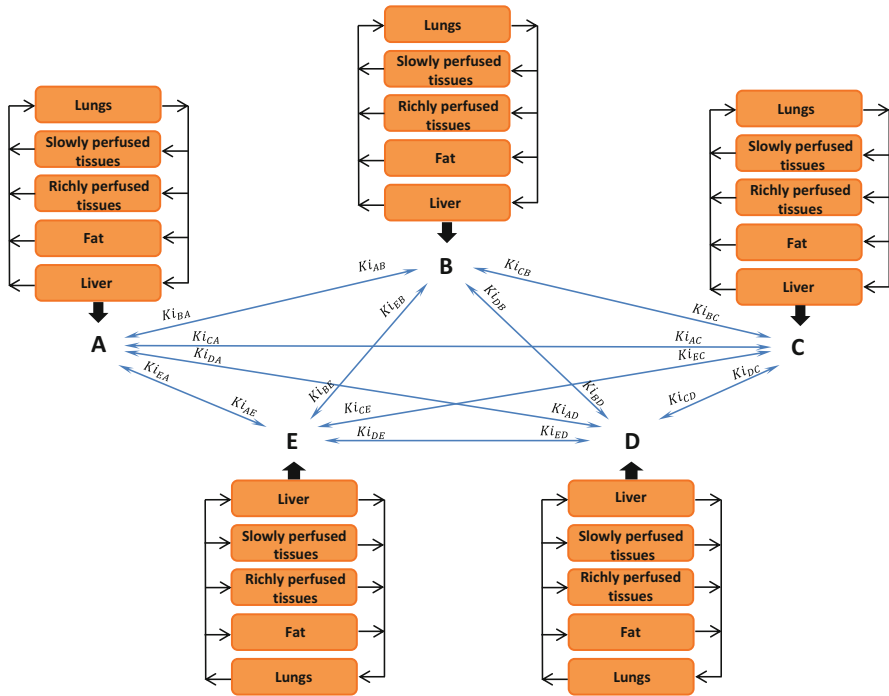 Lungs
Slowly perfused
tissues
Richly perfused
tissues
Fat
Liver
Lungs
Slowly perfused
tissues
Richly perfused
tissues
Fat
Liver
Lungs
Slowly perfused
tissues
Richly perfused
tissues
Fat
Liver
A
B
C
Ki_AB
Ki_BA
Ki_EB
Ki_DB
Ki_CB
Ki_BC
Ki_CA
Ki_DA
Ki_AC
Ki_EC
Ki_EA
Ki_AE
Ki_BE
Ki_CE
Ki_BD
Ki_AD
Ki_DC
Ki_CD
Ki_DE
Ki_ED
E
D
Liver
Slowly perfused
tissues
Richly perfused
tissues
Fat
Lungs
Liver
Slowly perfused
tissues
Richly perfused
tissues
Fat
Lungs